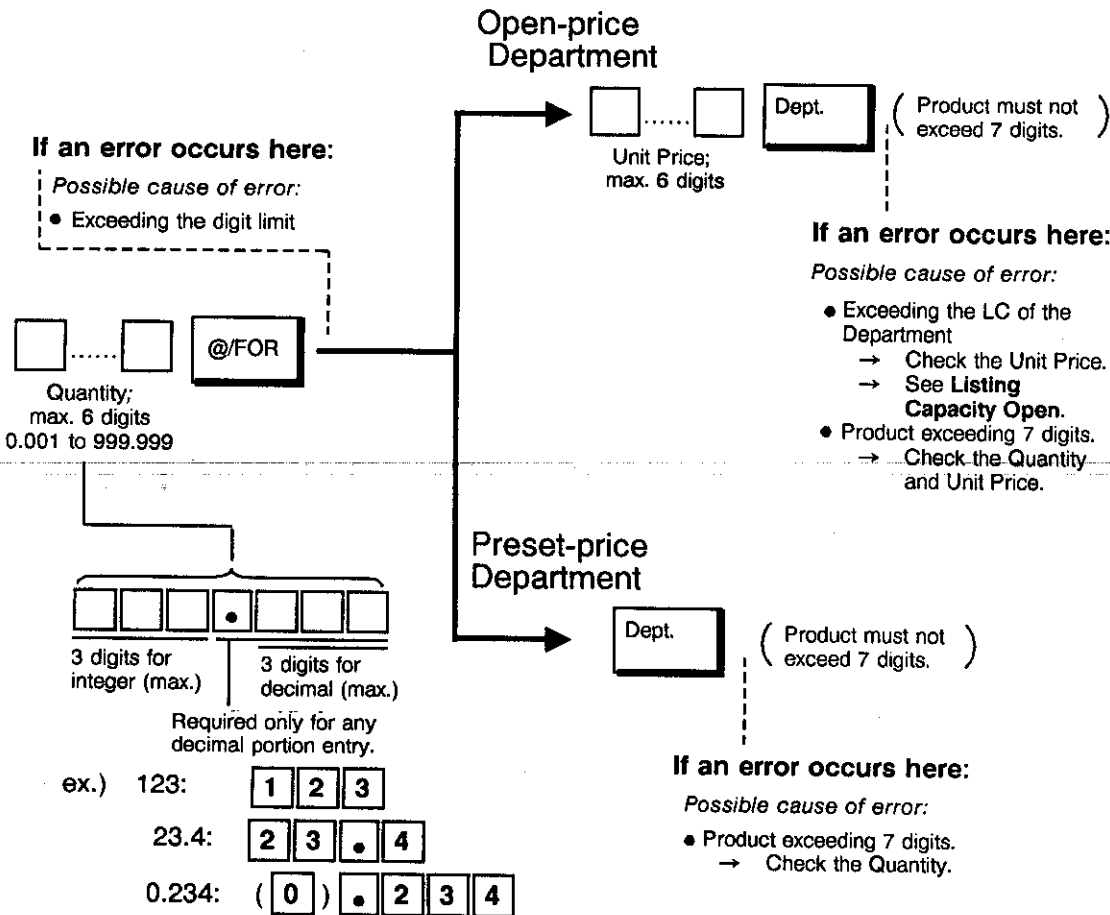 Open-price
Department
Dept.
( Product must not
exceed 7 digits. )
Unit Price;
max. 6 digits
If an error occurs here:
Possible cause of error:
● Exceeding the digit limit
If an error occurs here:
Possible cause of error:
● Exceeding the LC of the
Department
→ Check the Unit Price.
→ See Listing
Capacity Open.
● Product exceeding 7 digits.
→ Check the Quantity
and Unit Price.
...... @/FOR
Quantity;
max. 6 digits
0.001 to 999.999
Preset-price
Department
Dept.
( Product must not
exceed 7 digits. )
If an error occurs here:
Possible cause of error:
● Product exceeding 7 digits.
→ Check the Quantity.
●
3 digits for
integer (max.)
3 digits for
decimal (max.)
Required only for any
decimal portion entry.
ex.) 123: 1 2 3
23.4: 2 3 ● 4
0.234: ( 0 ) ● 2 3 4